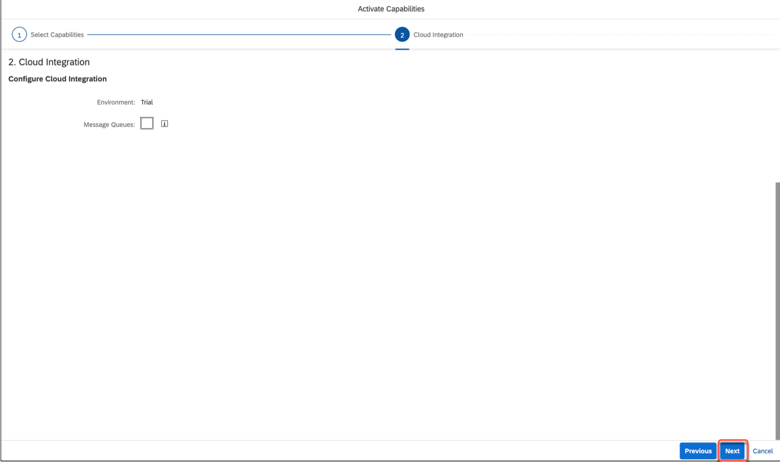 Activate Capabilities
1 Select Capabilities 2 Cloud Integration
2. Cloud Integration
Configure Cloud Integration
Environment: Trial
Message Queues:
Previous Next Cancel